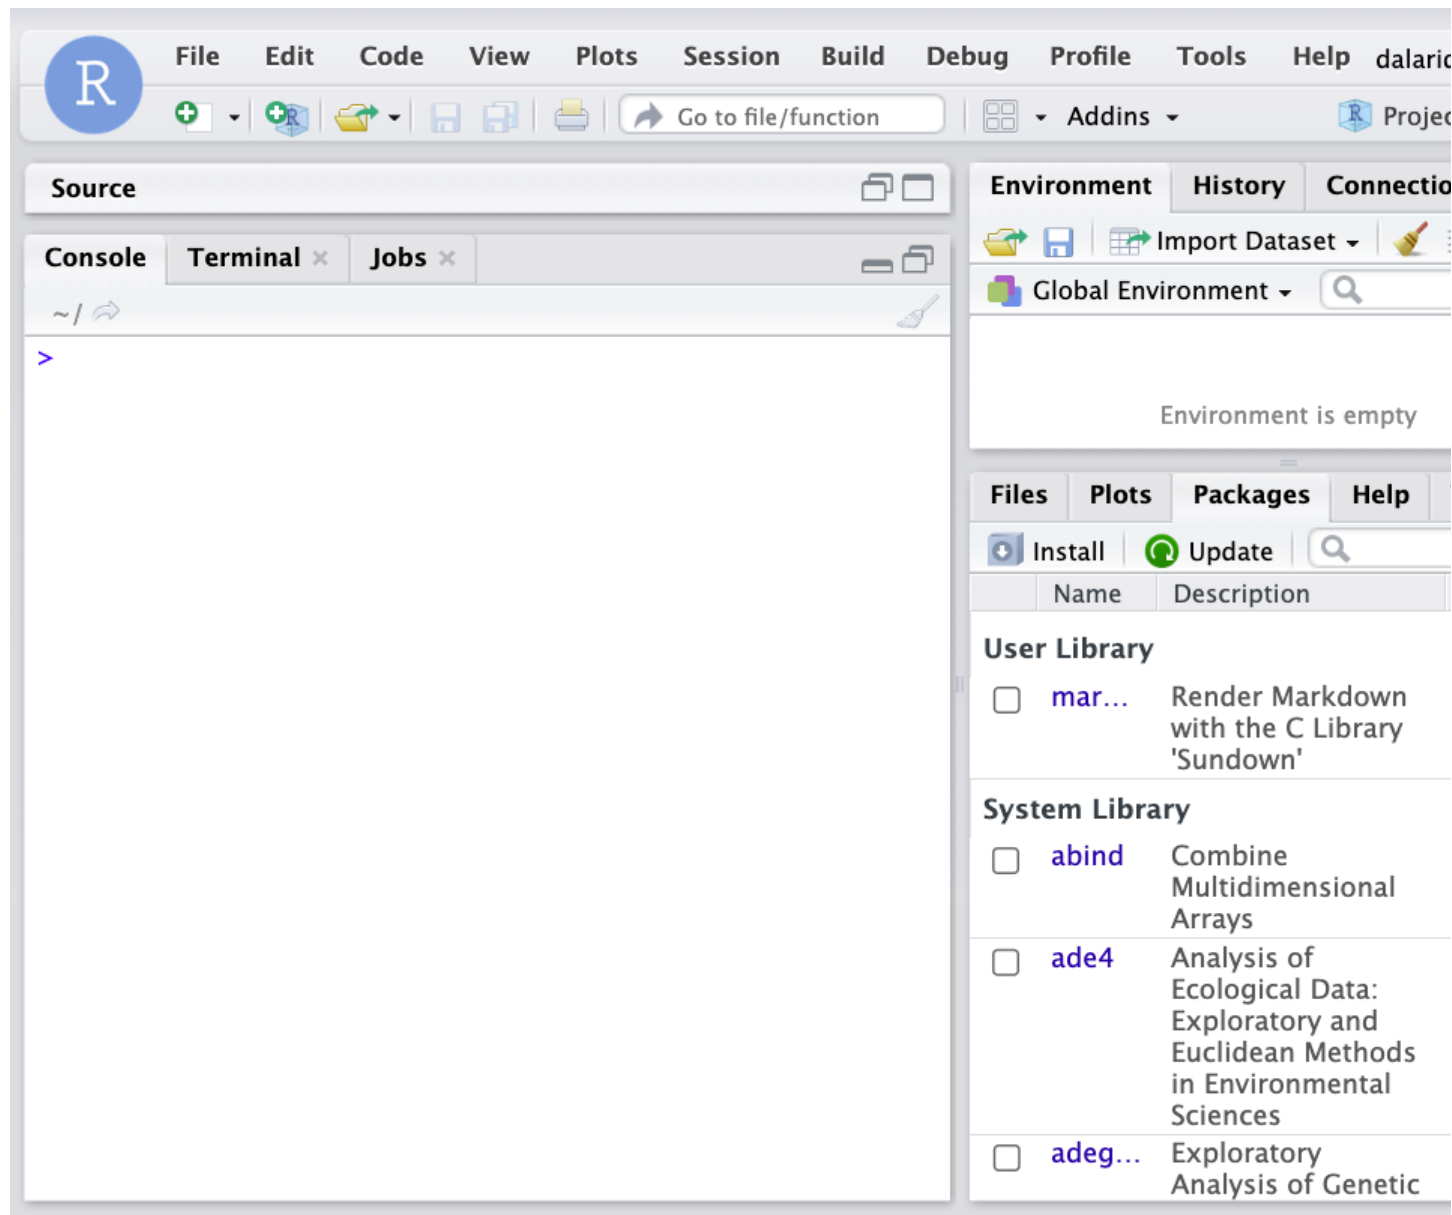 R
File Edit Code View Plots Session Build Debug Profile Tools Help
Go to file/function Addins
Source
Console Terminal Jobs
~/
>
Environment History
Import Dataset
Global Environment
Environment is empty
Files Plots Packages Help
Install Update
Name Description
User Library
mar... Render Markdown
with the C Library
'Sundown'
System Library
abind Combine
Multidimensional
Arrays
ade4 Analysis of
Ecological Data:
Exploratory and
Euclidean Methods
in Environmental
Sciences
adeg... Exploratory
Analysis of Genetic